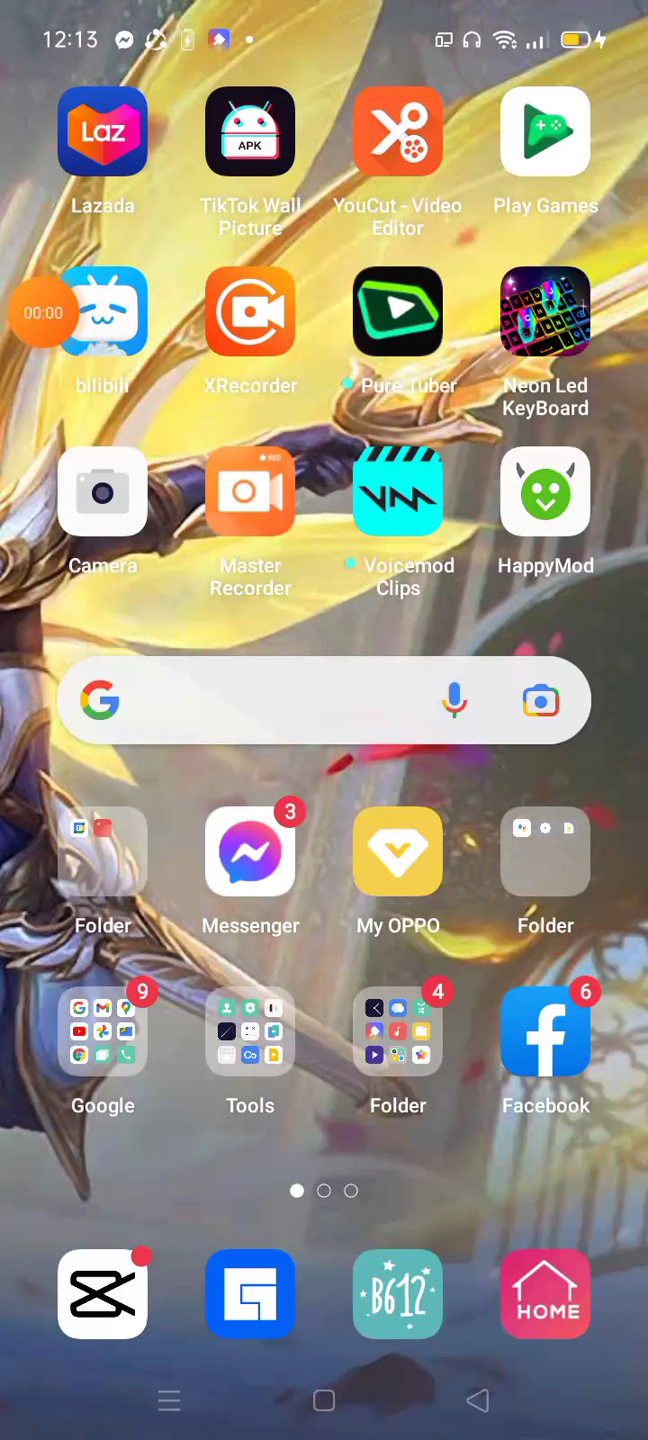 12:13
Laz
APK
Lazada
TikTok Wall
Picture
YouCut - Video
Editor
Play Games
00:00
bilibili
XRecorder
Pure Tuber
Neon Led
KeyBoard
REC
Camera
Master
Recorder
Voicemod
Clips
HappyMod
G
3
Folder
Messenger
My OPPO
Folder
9
4
6
Google
Tools
Folder
Facebook
B612
HOME